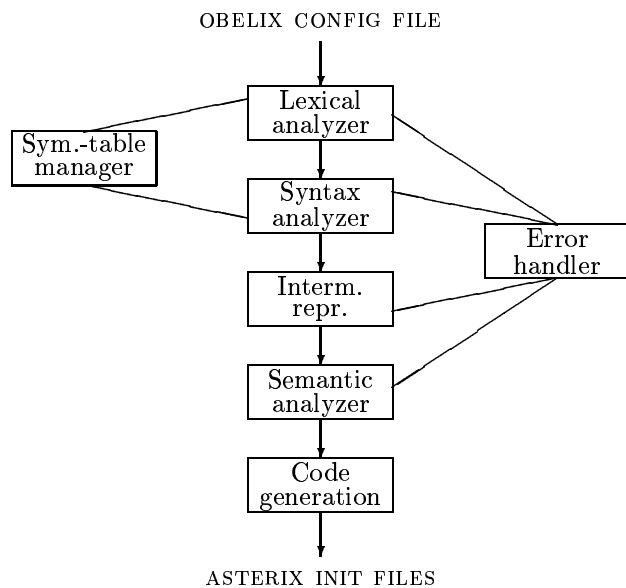 OBELIX CONFIG FILE
Lexical
analyzer
Sym.-table
manager
Syntax
analyzer
Error
handler
Interm.
repr.
Semantic
analyzer
Code
generation
ASTERIX INIT FILES